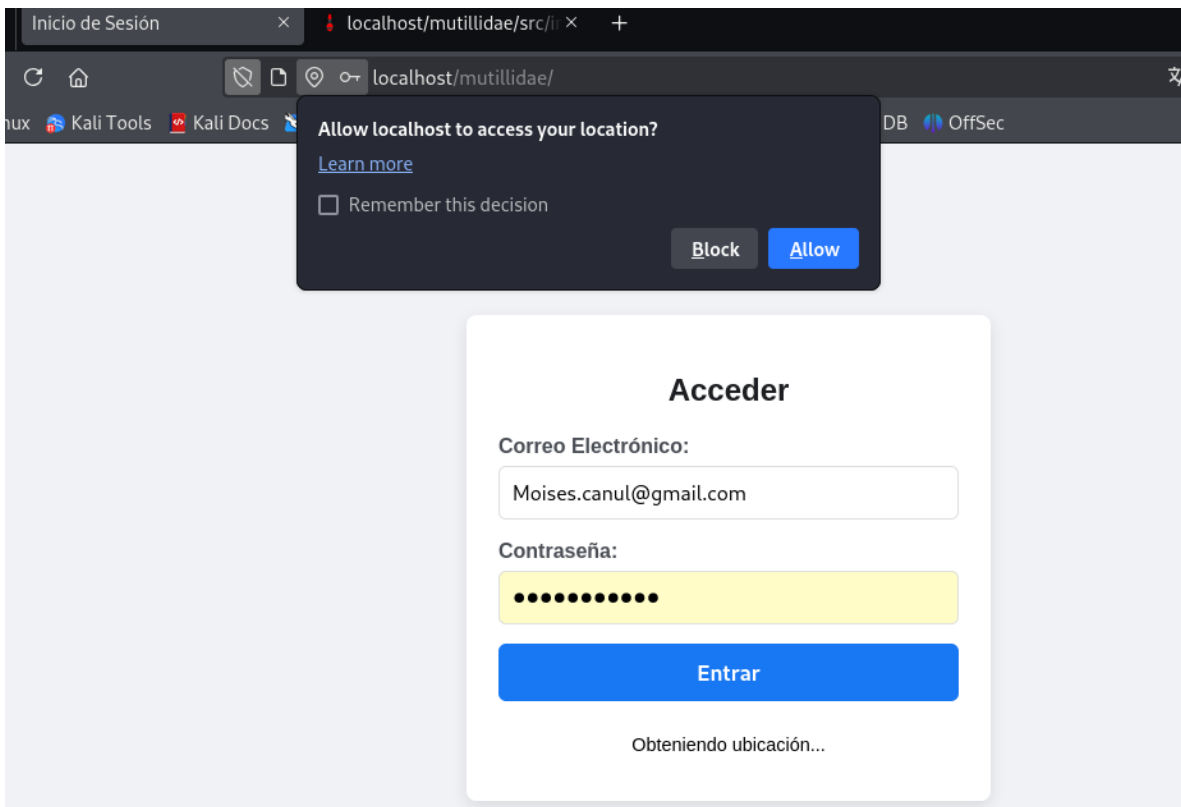 Inicio de Sesión
localhost/mutillidae/src/i
localhost/mutillidae/
Kali Tools
Kali Docs
DB
OffSec
Allow localhost to access your location?
Learn more
Remember this decision
Block
Allow
Acceder
Correo Electrónico:
Moises.canul@gmail.com
Contraseña:
•••••••••••
Entrar
Obteniendo ubicación...